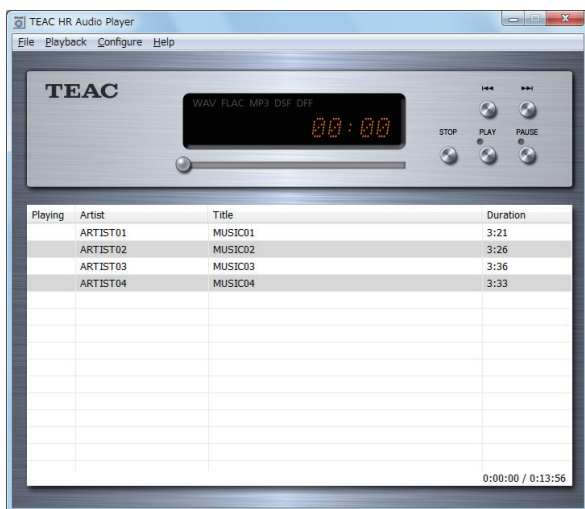 TEAC HR Audio Player
File Playback Configure Help
TEAC
WAV FLAC MP3 DSF DFF
00:00
STOP PLAY PAUSE
Playing Artist Title Duration
ARTIST01 MUSIC01 3:21
ARTIST02 MUSIC02 3:26
ARTIST03 MUSIC03 3:36
ARTIST04 MUSIC04 3:33
0:00:00 / 0:13:56